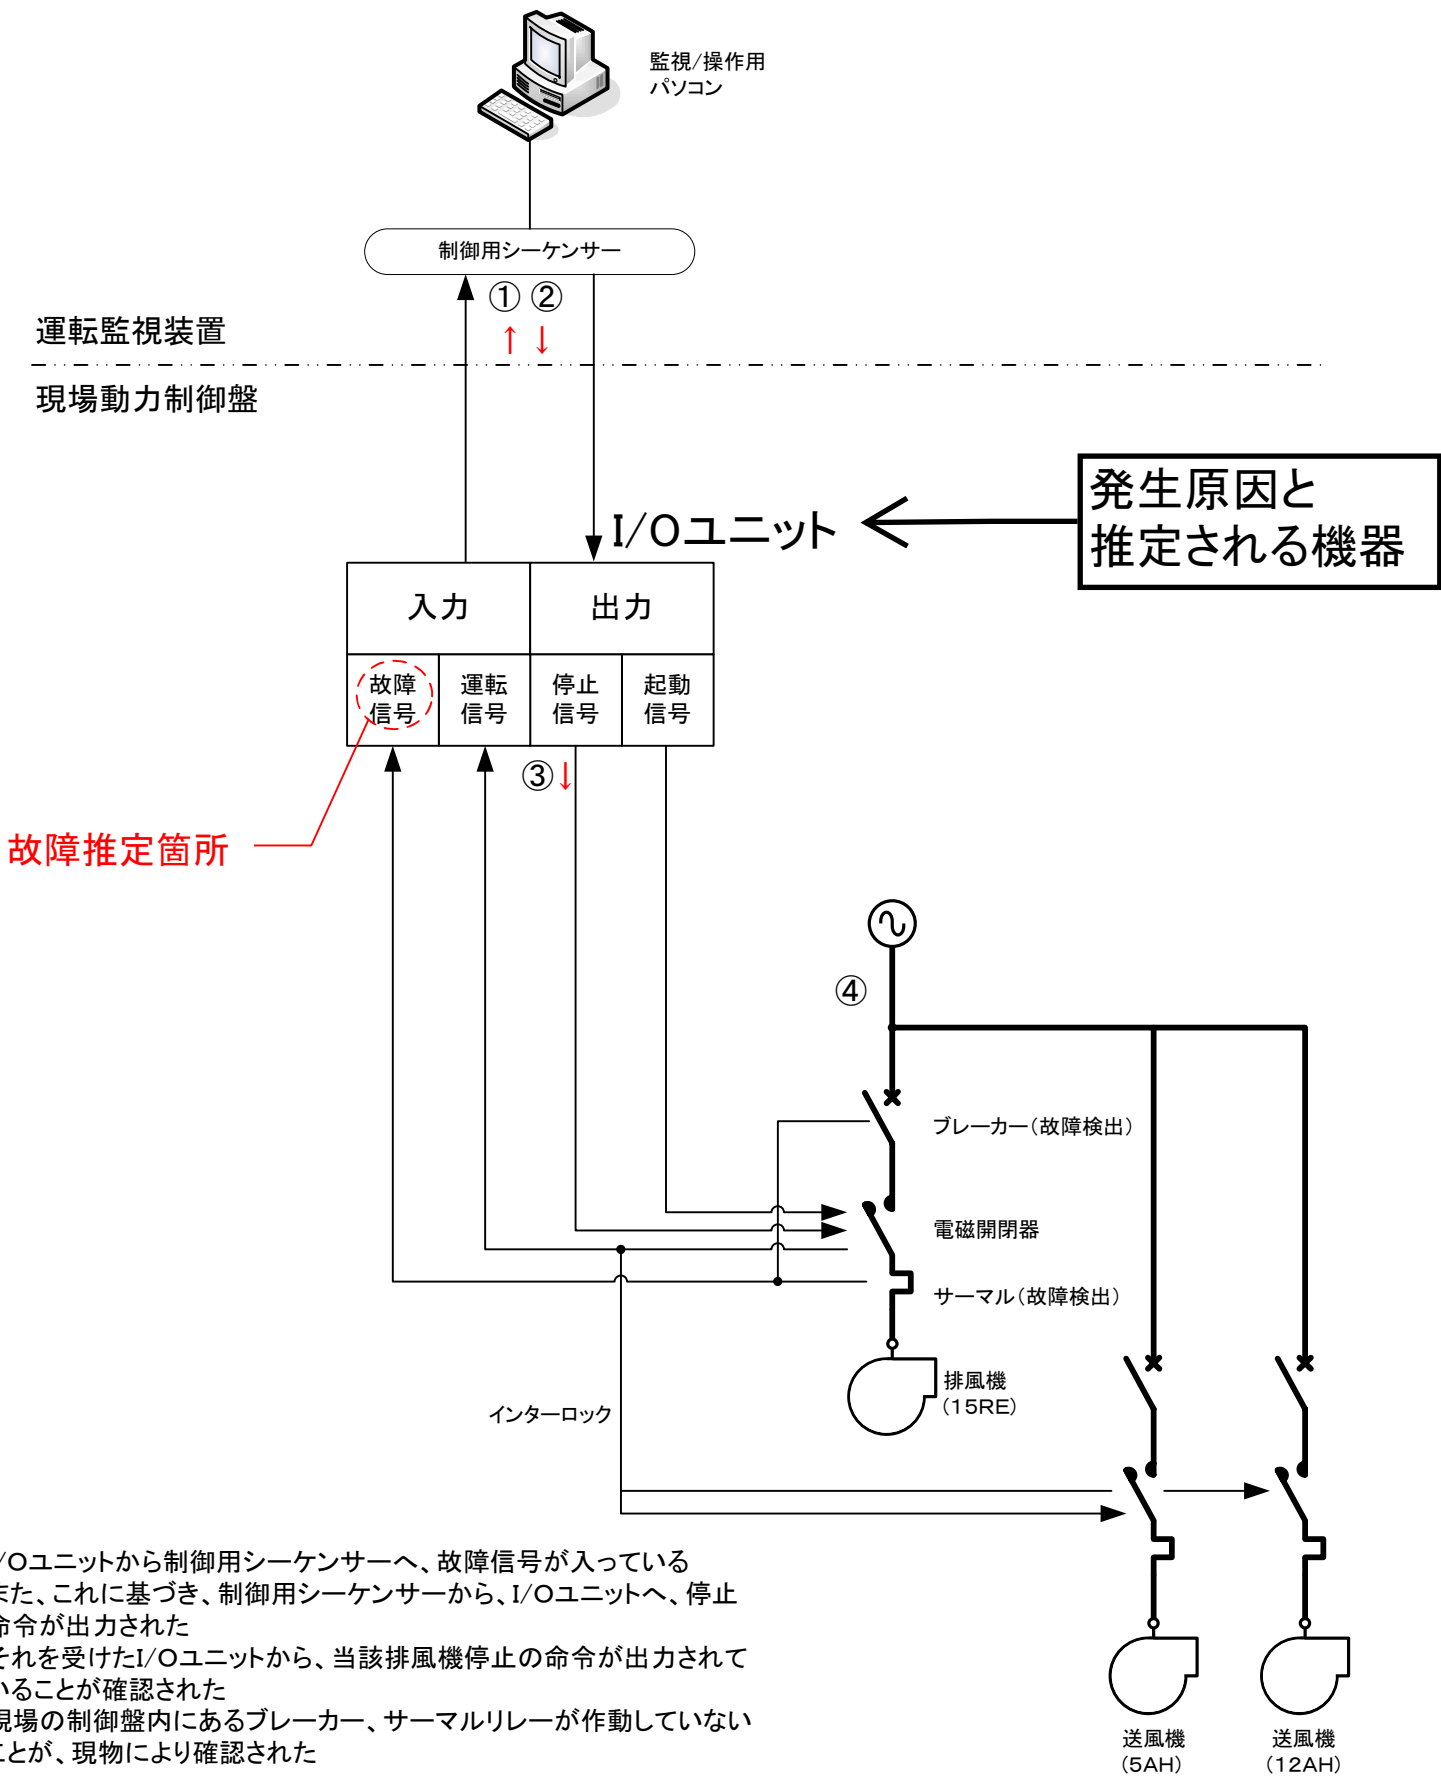 監視/操作用
パソコン
制御用シーケンサー
① ②
↑ ↓
運転監視装置
現場動力制御盤
I/Oユニット
発生原因と
推定される機器
入力
出力
故障
信号
運転
信号
停止
信号
起動
信号
③↓
故障推定箇所
④
ブレーカー（故障検出）
電磁開閉器
サーマル（故障検出）
排風機
（15RE）
インターロック
/Oユニットから制御用シーケンサーへ、故障信号が入っている
また、これに基づき、制御用シーケンサーから、I/Oユニットへ、停止
命令が出力された
それを受けたI/Oユニットから、当該排風機停止の命令が出力されて
いることが確認された
現場の制御盤内にあるブレーカー、サーマルリレーが作動していない
ことが、現物により確認された
送風機
（5AH）
送風機
（12AH）